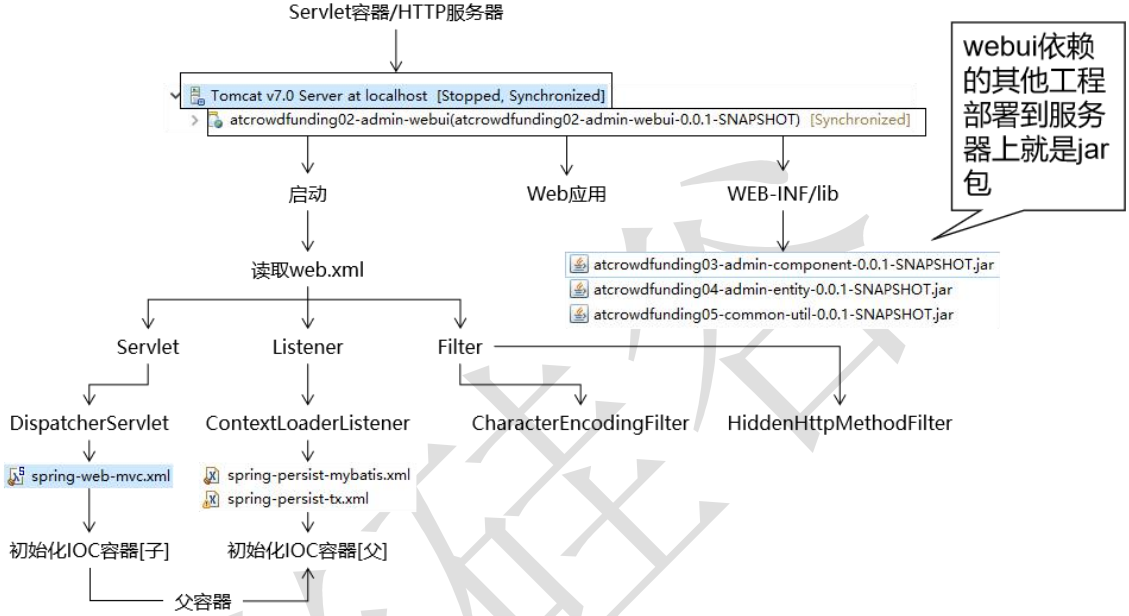 Servlet容器/HTTP服务器
Tomcat v7.0 Server at localhost [Stopped, Synchronized]
atcrowdfunding02-admin-webui(atcrowdfunding02-admin-webui-0.0.1-SNAPSHOT) [Synchronized]
webui依赖
的其他工程
部署到服务
器上就是jar
包
启动
Web应用
WEB-INF/lib
读取web.xml
atcrowdfunding03-admin-component-0.0.1-SNAPSHOT.jar
atcrowdfunding04-admin-entity-0.0.1-SNAPSHOT.jar
atcrowdfunding05-common-util-0.0.1-SNAPSHOT.jar
Servlet
Listener
Filter
DispatcherServlet
ContextLoaderListener
CharacterEncodingFilter
HiddenHttpMethodFilter
spring-web-mvc.xml
spring-persist-mybatis.xml
spring-persist-tx.xml
初始化IOC容器[子]
初始化IOC容器[父]
父容器